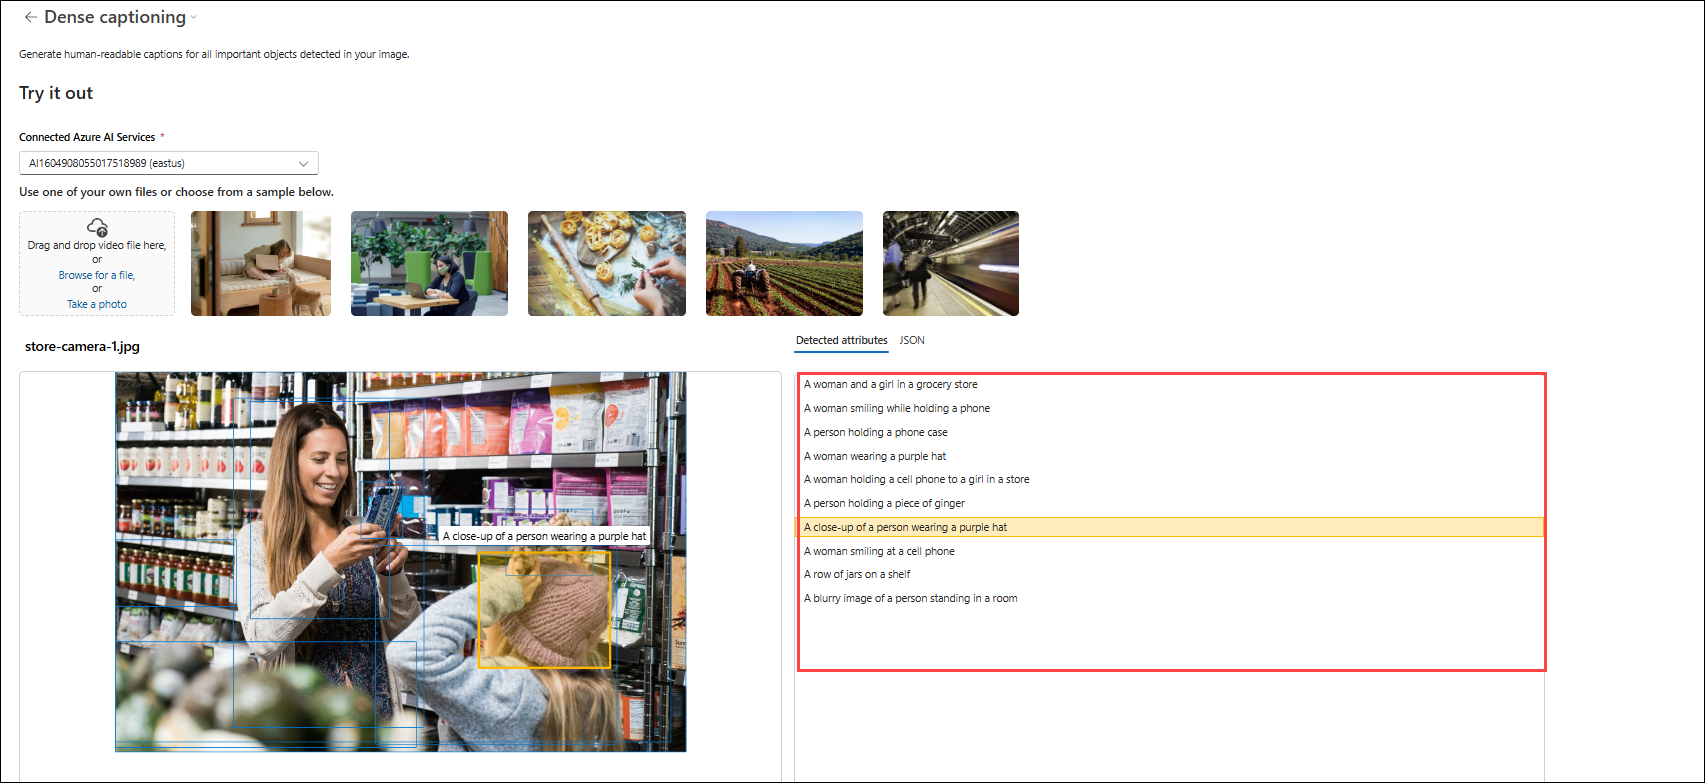 Dense captioning
Generate human-readable captions for all important objects detected in your image.
Try it out
Connected Azure AI Services *
AI1604908055017518989 (eastus)
Use one of your own files or choose from a sample below.
Drag and drop video file here,
or
Browse for a file,
or
Take a photo
store-camera-1.jpg
Detected attributes JSON
A woman and a girl in a grocery store
A woman smiling while holding a phone
A person holding a phone case
A woman wearing a purple hat
A woman holding a cell phone to a girl in a store
A person holding a piece of ginger
A close-up of a person wearing a purple hat
A woman smiling at a cell phone
A row of jars on a shelf
A blurry image of a person standing in a room
A close-up of a person wearing a purple hat